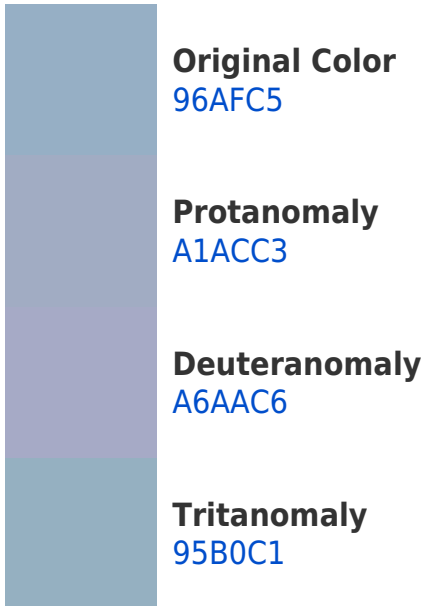 Original Color
96AFC5
Protanomaly
A1ACC3
Deuteranomaly
A6AAC6
Tritanomaly
95B0C1